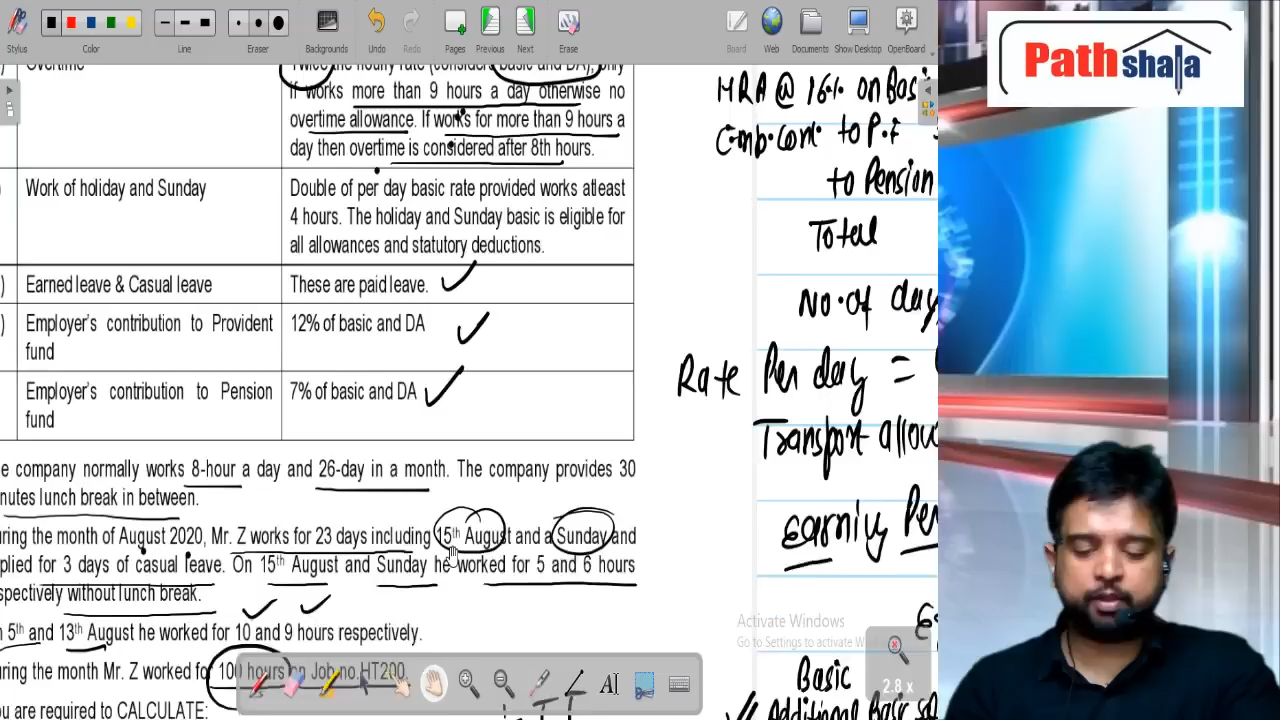 Stylus
Color
Line
Eraser
Backgrounds
Undo
Redo
Pages
Previous
Next
Erase
Board
Web
Documents
Show Desktop
OpenBoard
Path shala
Overtime
Twice the hourly rate (considering basic and DA), only
if works more than 9 hours a day otherwise no
overtime allowance. If works for more than 9 hours a
day then overtime is considered after 8th hours.
Work of holiday and Sunday
Double of per day basic rate provided works atleast
4 hours. The holiday and Sunday basic is eligible for
all allowances and statutory deductions.
Earned leave & Casual leave
These are paid leave.
Employer's contribution to Provident
fund
12% of basic and DA
Employer's contribution to Pension
fund
7% of basic and DA
e company normally works 8-hour a day and 26-day in a month. The company provides 30
nutes lunch break in between.
uring the month of August 2020, Mr. Z works for 23 days including 15th August and a Sunday and
plied for 3 days of casual leave. On 15th August and Sunday he worked for 5 and 6 hours
spectively without lunch break.
n 5th and 13th August he worked for 10 and 9 hours respectively.
uring the month Mr. Z worked for 100 hours on Job no. HT200.
ou are required to CALCULATE:
HRA @ 16% on Basi
Emp. cont. to P.F
to Pension
Total
No. of day
Rate Per day =
Transport allow
Earning Per
Basic
Additional Basic
Activate Windows
Go to Settings to activate Win
2.8 x